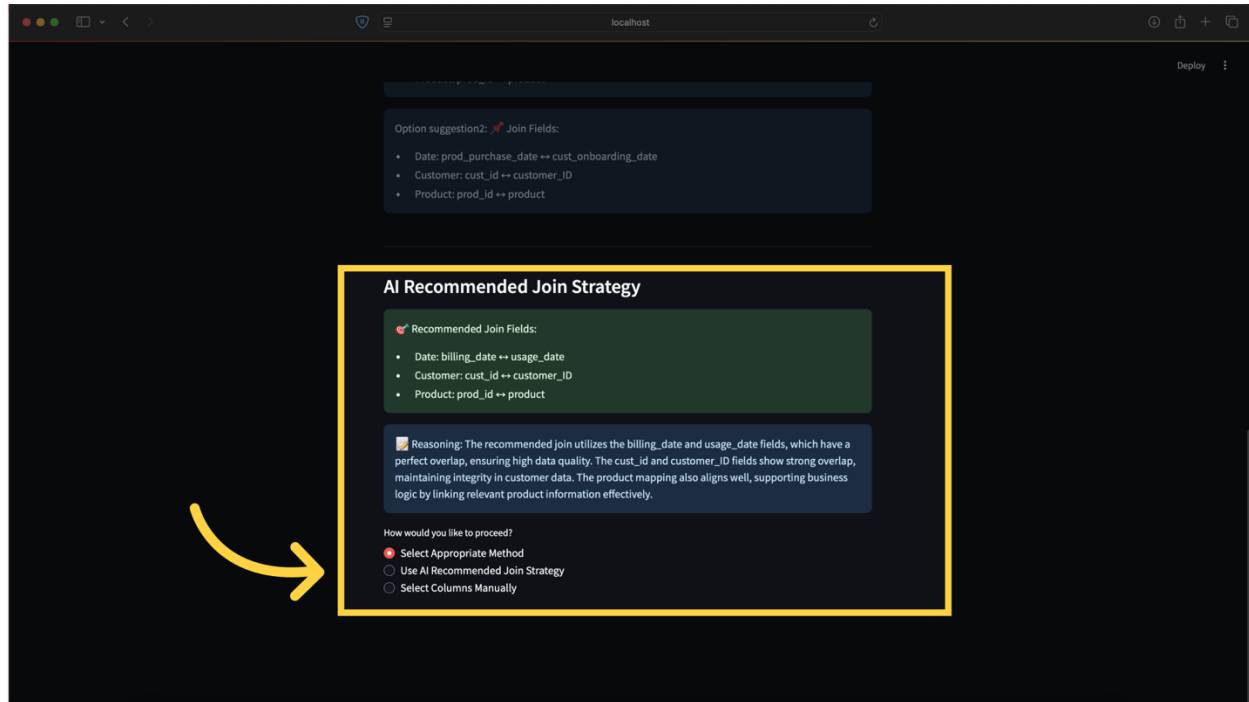 localhost
Deploy
Option suggestion2: 📌 Join Fields:
• Date: prod_purchase_date ↔ cust_onboarding_date
• Customer: cust_id ↔ customer_ID
• Product: prod_id ↔ product
AI Recommended Join Strategy
🎯 Recommended Join Fields:
• Date: billing_date ↔ usage_date
• Customer: cust_id ↔ customer_ID
• Product: prod_id ↔ product
📝 Reasoning: The recommended join utilizes the billing_date and usage_date fields, which have a
perfect overlap, ensuring high data quality. The cust_id and customer_ID fields show strong overlap,
maintaining integrity in customer data. The product mapping also aligns well, supporting business
logic by linking relevant product information effectively.
How would you like to proceed?
Select Appropriate Method
Use AI Recommended Join Strategy
Select Columns Manually